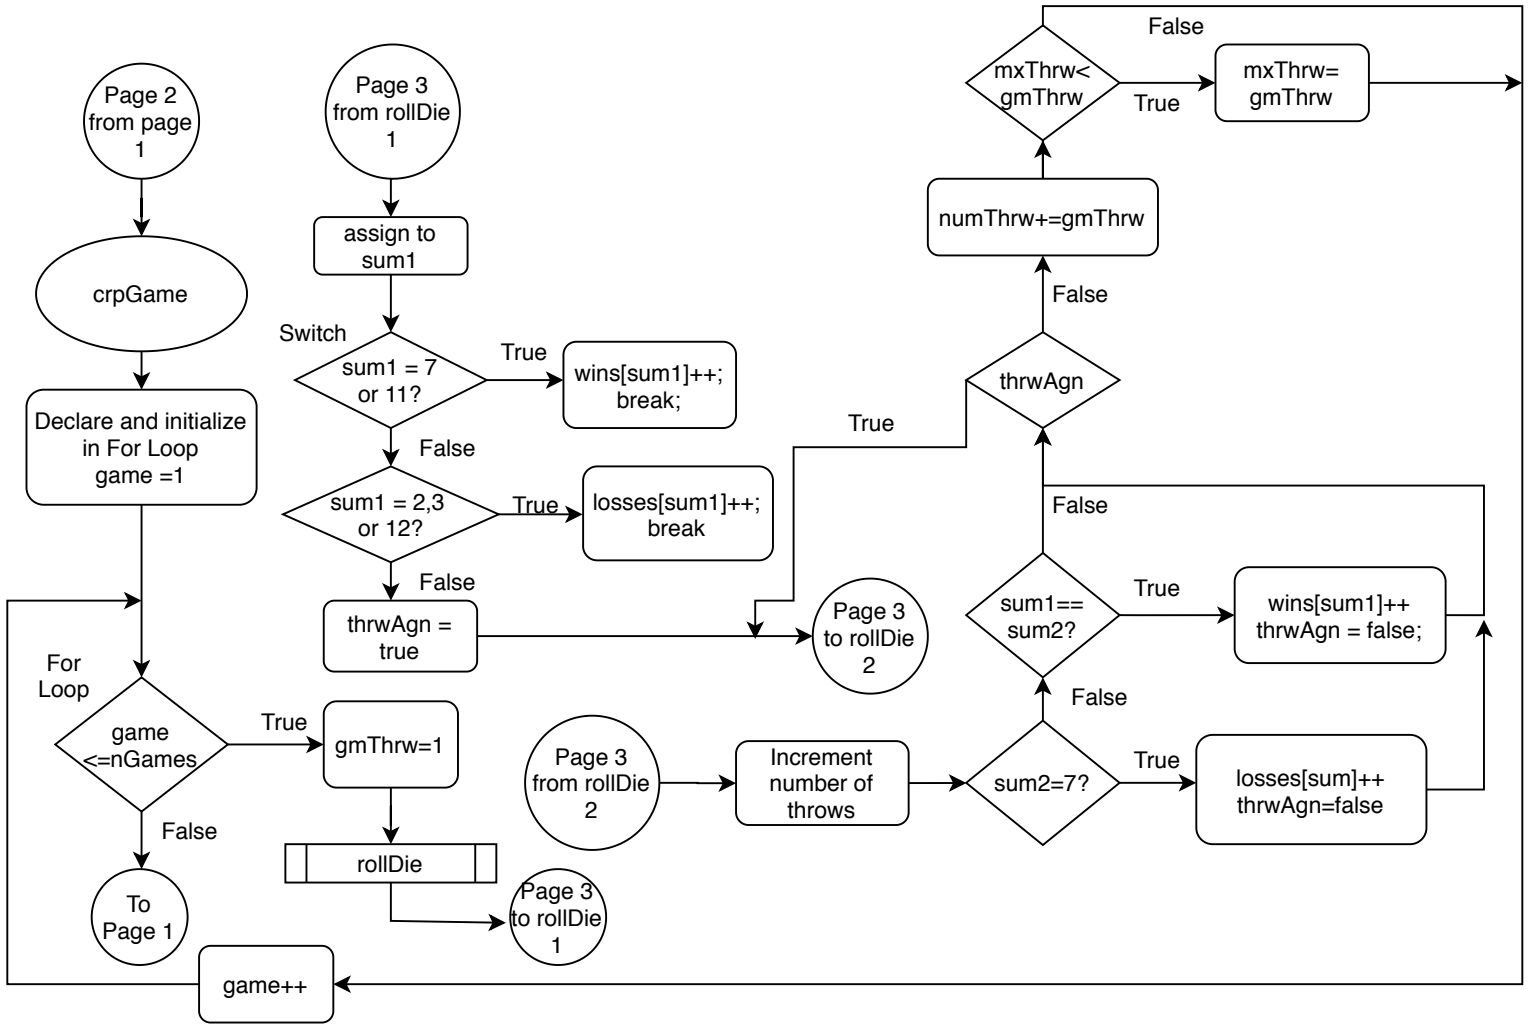 Page 2
from page
1
crpGame
Declare and initialize
in For Loop
game =1
For
Loop
game
<=nGames
True
False
To
Page 1
gmThrw=1
rollDie
Page 3
to rollDie
1
game++
Page 3
from rollDie
1
assign to
sum1
Switch
sum1 = 7
or 11?
True
wins[sum1]++;
break;
False
sum1 = 2,3
or 12?
True
losses[sum1]++;
break
False
thrwAgn =
true
Page 3
to rollDie
2
Page 3
from rollDie
2
Increment
number of
throws
sum2=7?
True
losses[sum]++
thrwAgn=false
False
sum1==
sum2?
True
wins[sum1]++
thrwAgn = false;
False
thrwAgn
True
False
numThrw+=gmThrw
mxThrw<
gmThrw
False
True
mxThrw=
gmThrw